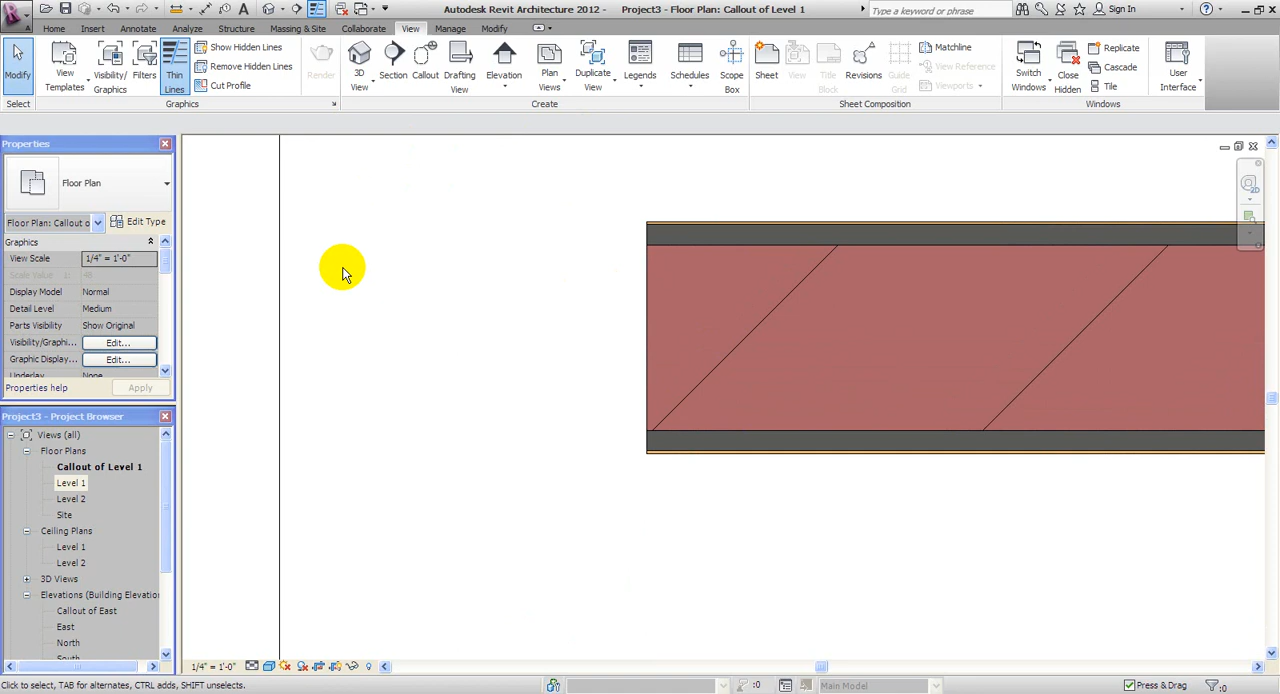 Autodesk Revit Architecture 2012 - Project3 - Floor Plan: Callout of Level 1
Type a keyword or phrase
Sign In
Home Insert Annotate Analyze Structure Massing & Site Collaborate View Manage Modify
Modify
View Templates
Visibility/ Graphics
Filters
Thin Lines
Show Hidden Lines
Remove Hidden Lines
Cut Profile
Render
3D View
Section
Callout
Drafting View
Elevation
Plan Views
Duplicate View
Legends
Schedules
Scope Box
Sheet
View
Title Block
Revisions
Guide Grid
Matchline
View Reference
Viewports
Switch Windows
Close Hidden
Replicate
Cascade
Tile
User Interface
Select Graphics Create Sheet Composition Windows
Properties
Floor Plan
Floor Plan: Callout o
Edit Type
Graphics
View Scale 1/4" = 1'-0"
Scale Value 1: 48
Display Model Normal
Detail Level Medium
Parts Visibility Show Original
Visibility/Graphi... Edit...
Graphic Display... Edit...
Underlay None
Properties help Apply
Project3 - Project Browser
Views (all)
Floor Plans
Callout of Level 1
Level 1
Level 2
Site
Ceiling Plans
Level 1
Level 2
3D Views
Elevations (Building Elevation
Callout of East
East
North
South
1/4" = 1'-0"
Click to select, TAB for alternates, CTRL adds, SHIFT unselects.
:0
Main Model
Press & Drag
:0